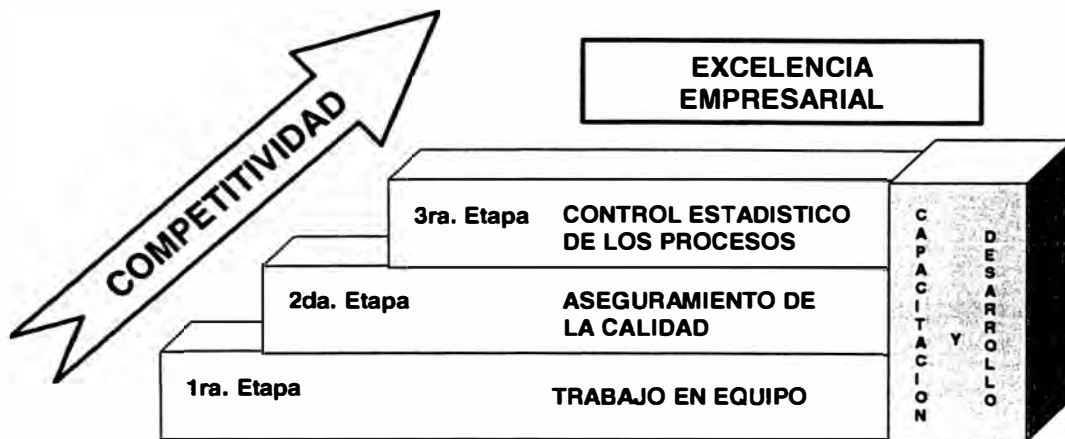 COMPETITIVIDAD
EXCELENCIA
EMPRESARIAL
3ra. Etapa CONTROL ESTADISTICO
DE LOS PROCESOS
2da. Etapa ASEGURAMIENTO DE
LA CALIDAD
1ra. Etapa TRABAJO EN EQUIPO
CAPACITACION
Y
DESARROLLO